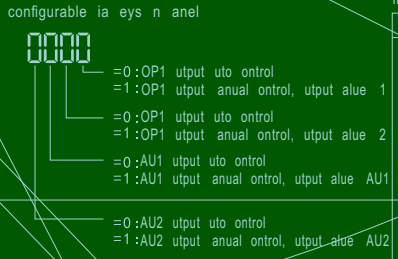 configurable ia eys n anel
0000
=0:OP1 utput uto ontrol
=1:OP1 utput anual ontrol, utput alue 1
=0:OP1 utput uto ontrol
=1:OP1 utput anual ontrol, utput alue 2
=0:AU1 utput uto ontrol
=1:AU1 utput anual ontrol, utput alue AU1
=0:AU2 utput uto ontrol
=1:AU2 utput anual ontrol, utput alue AU2